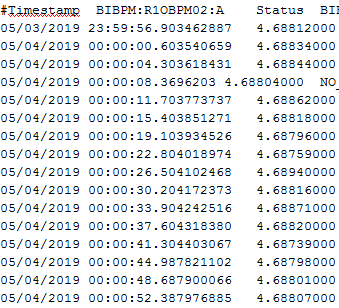 #Timestamp BIBPM:R1OBPM02:A Status BI
05/03/2019 23:59:56.903462887 4.68812000
05/04/2019 00:00:00.603540659 4.68834000
05/04/2019 00:00:04.303618431 4.68844000
05/04/2019 00:00:08.3696203 4.68804000 NO_
05/04/2019 00:00:11.703773737 4.68862000
05/04/2019 00:00:15.403851271 4.68818000
05/04/2019 00:00:19.103934526 4.68796000
05/04/2019 00:00:22.804018974 4.68759000
05/04/2019 00:00:26.504102468 4.68940000
05/04/2019 00:00:30.204172373 4.68816000
05/04/2019 00:00:33.904242516 4.68871000
05/04/2019 00:00:37.604318380 4.68820000
05/04/2019 00:00:41.304403067 4.68739000
05/04/2019 00:00:44.987821102 4.68798000
05/04/2019 00:00:48.687900066 4.68801000
05/04/2019 00:00:52.387976885 4.68807000